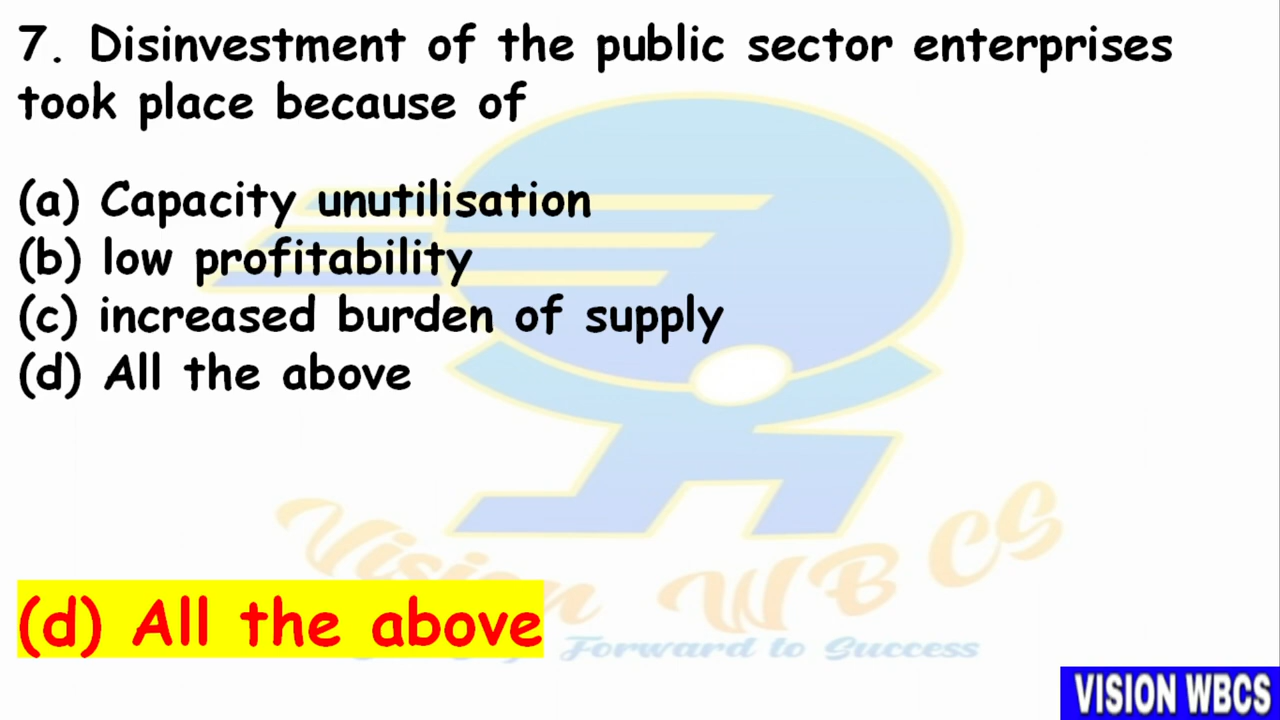 7. Disinvestment of the public sector enterprises
took place because of
(a) Capacity unutilisation
(b) low profitability
(c) increased burden of supply
(d) All the above
Vision WBCS
(d) All the above
Forward to Success
VISION WBCS